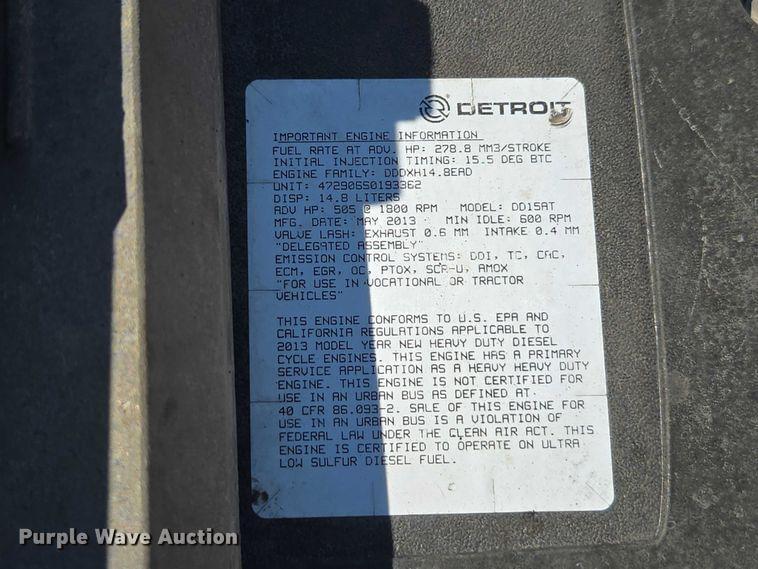 DETROIT
IMPORTANT ENGINE INFORMATION
FUEL RATE AT ADV. HP: 278.8 MM3/STROKE
INITIAL INJECTION TIMING: 15.5 DEG BTC
ENGINE FAMILY: DDDXH14.8EAD
UNIT: 472906S0193362
DISP: 14.8 LITERS
ADV HP: 505 @ 1800 RPM MODEL: DD15AT
MFG. DATE: MAY 2013 MIN IDLE: 600 RPM
VALVE LASH: EXHAUST 0.6 MM INTAKE 0.4 MM
"DELEGATED ASSEMBLY"
EMISSION CONTROL SYSTEMS: DDI, TC, CAC,
ECM, EGR, OC, PTOX, SCR-U, AMOX
"FOR USE IN VOCATIONAL OR TRACTOR
VEHICLES"
THIS ENGINE CONFORMS TO U.S. EPA AND
CALIFORNIA REGULATIONS APPLICABLE TO
2013 MODEL YEAR NEW HEAVY DUTY DIESEL
CYCLE ENGINES. THIS ENGINE HAS A PRIMARY
SERVICE APPLICATION AS A HEAVY HEAVY DUTY
ENGINE. THIS ENGINE IS NOT CERTIFIED FOR
USE IN AN URBAN BUS AS DEFINED AT
40 CFR 86.093-2. SALE OF THIS ENGINE FOR
USE IN AN URBAN BUS IS A VIOLATION OF
FEDERAL LAW UNDER THE CLEAN AIR ACT. THIS
ENGINE IS CERTIFIED TO OPERATE ON ULTRA
LOW SULFUR DIESEL FUEL.
Purple Wave Auction